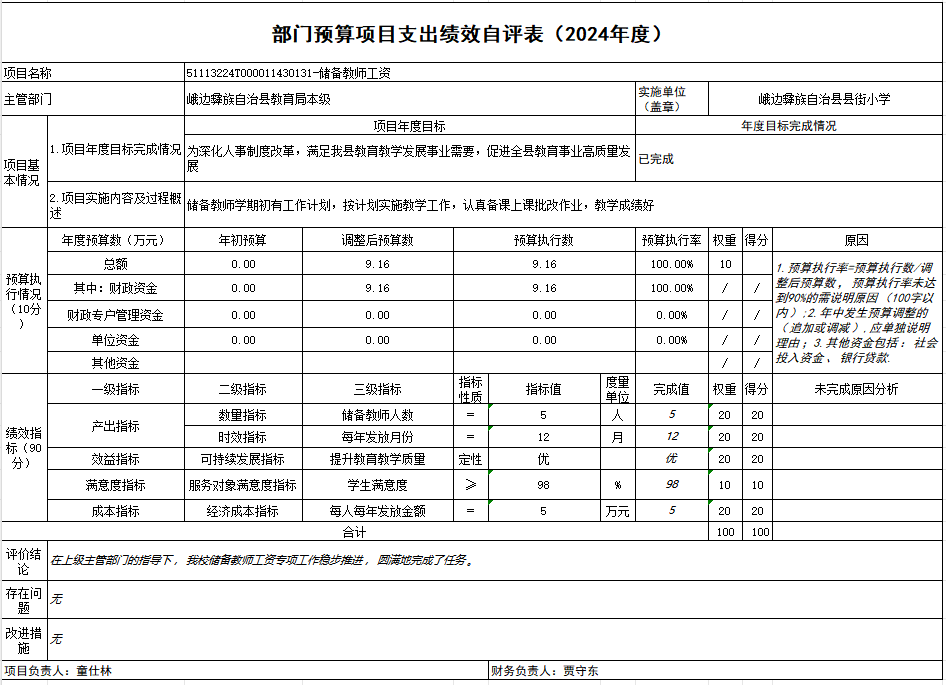 部门预算项目支出绩效自评表（2024年度）
项目名称 51113224T000011430131-储备教师工资
主管部门 峨边彝族自治县教育局本级 实施单位（盖章） 峨边彝族自治县县街小学
项目基本情况 1.项目年度目标完成情况 项目年度目标 年度目标完成情况
为深化人事制度改革，满足我县教育教学发展事业需要，促进全县教育事业高质量发展 已完成
2.项目实施内容及过程概述 储备教师学期初有工作计划，按计划实施教学工作，认真备课上课批改作业，教学成绩好
预算执行情况（10分） 年度预算数（万元） 年初预算 调整后预算数 预算执行数 预算执行率 权重 得分 原因
总额 0.00 9.16 9.16 100.00% 10
其中：财政资金 0.00 9.16 9.16 100.00% / /
财政专户管理资金 0.00 0.00 0.00 0.00% / /
单位资金 0.00 0.00 0.00 0.00% / /
其他资金 / /
1.预算执行率=预算执行数/调整后预算数，预算执行率未达到90%的需说明原因（100字以内）;2.年中发生预算调整的（追加或调减）,应单独说明理由；3.其他资金包括：社会投入资金、银行贷款.
绩效指标（90分） 一级指标 二级指标 三级指标 指标性质 指标值 度量单位 完成值 权重 得分 未完成原因分析
产出指标 数量指标 储备教师人数 ＝ 5 人 5 20 20
时效指标 每年发放月份 ＝ 12 月 12 20 20
效益指标 可持续发展指标 提升教育教学质量 定性 优 优 20 20
满意度指标 服务对象满意度指标 学生满意度 ≥ 98 % 98 10 10
成本指标 经济成本指标 每人每年发放金额 ＝ 5 万元 5 20 20
合计 100 100
评价结论 在上级主管部门的指导下，我校储备教师工资专项工作稳步推进，圆满地完成了任务。
存在问题 无
改进措施 无
项目负责人：童仕林 财务负责人：贾守东